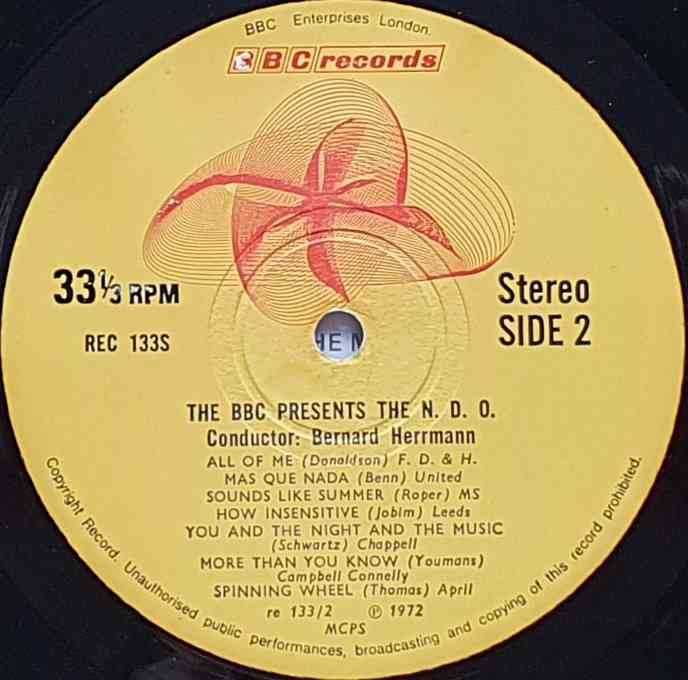 BBC Enterprises London.
BBC records
33⅓ RPM
Stereo
REC 133S
SIDE 2
THE BBC PRESENTS THE N. D. O.
Conductor: Bernard Herrmann
ALL OF ME (Donaldson) F. D. & H.
MAS QUE NADA (Benn) United
SOUNDS LIKE SUMMER (Roper) MS
HOW INSENSITIVE (Jobim) Leeds
YOU AND THE NIGHT AND THE MUSIC
(Schwartz) Chappell
MORE THAN YOU KNOW (Youmans)
Campbell Connelly
SPINNING WHEEL (Thomas) April
re 133/2 ℗ 1972
MCPS
Copyright Record. Unauthorised public performances, broadcasting and copying of this record prohibited.